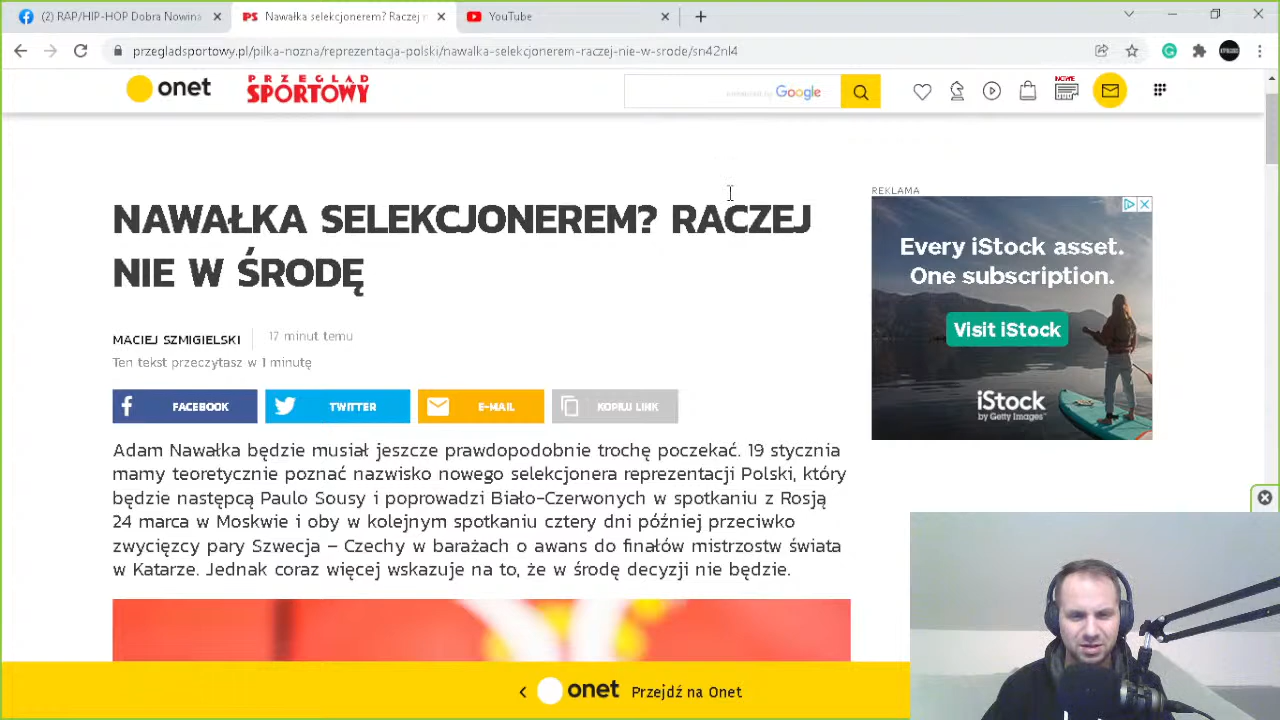 (2) RAP/HIP-HOP Dobra Nowina
PS Nawałka selekcjonerem? Raczej n
YouTube
przegladsportowy.pl/pilka-nozna/reprezentacja-polski/nawalka-selekcjonerem-raczej-nie-w-srode/sn42nl4
onet
PRZEGLĄD
SPORTOWY
Google
NOWE
REKLAMA
NAWAŁKA SELEKCJONEREM? RACZEJ
NIE W ŚRODĘ
Every iStock asset.
One subscription.
Visit iStock
iStock
by Getty Images
MACIEJ SZMIGIELSKI
17 minut temu
Ten tekst przeczytasz w 1 minutę
FACEBOOK
TWITTER
E-MAIL
KOPIUJ LINK
Adam Nawałka będzie musiał jeszcze prawdopodobnie trochę poczekać. 19 stycznia
mamy teoretycznie poznać nazwisko nowego selekcjonera reprezentacji Polski, który
będzie następcą Paulo Sousy i poprowadzi Biało-Czerwonych w spotkaniu z Rosją
24 marca w Moskwie i oby w kolejnym spotkaniu cztery dni później przeciwko
zwycięzcy pary Szwecja – Czechy w barażach o awans do finałów mistrzostw świata
w Katarze. Jednak coraz więcej wskazuje na to, że w środę decyzji nie będzie.
onet Przejdź na Onet